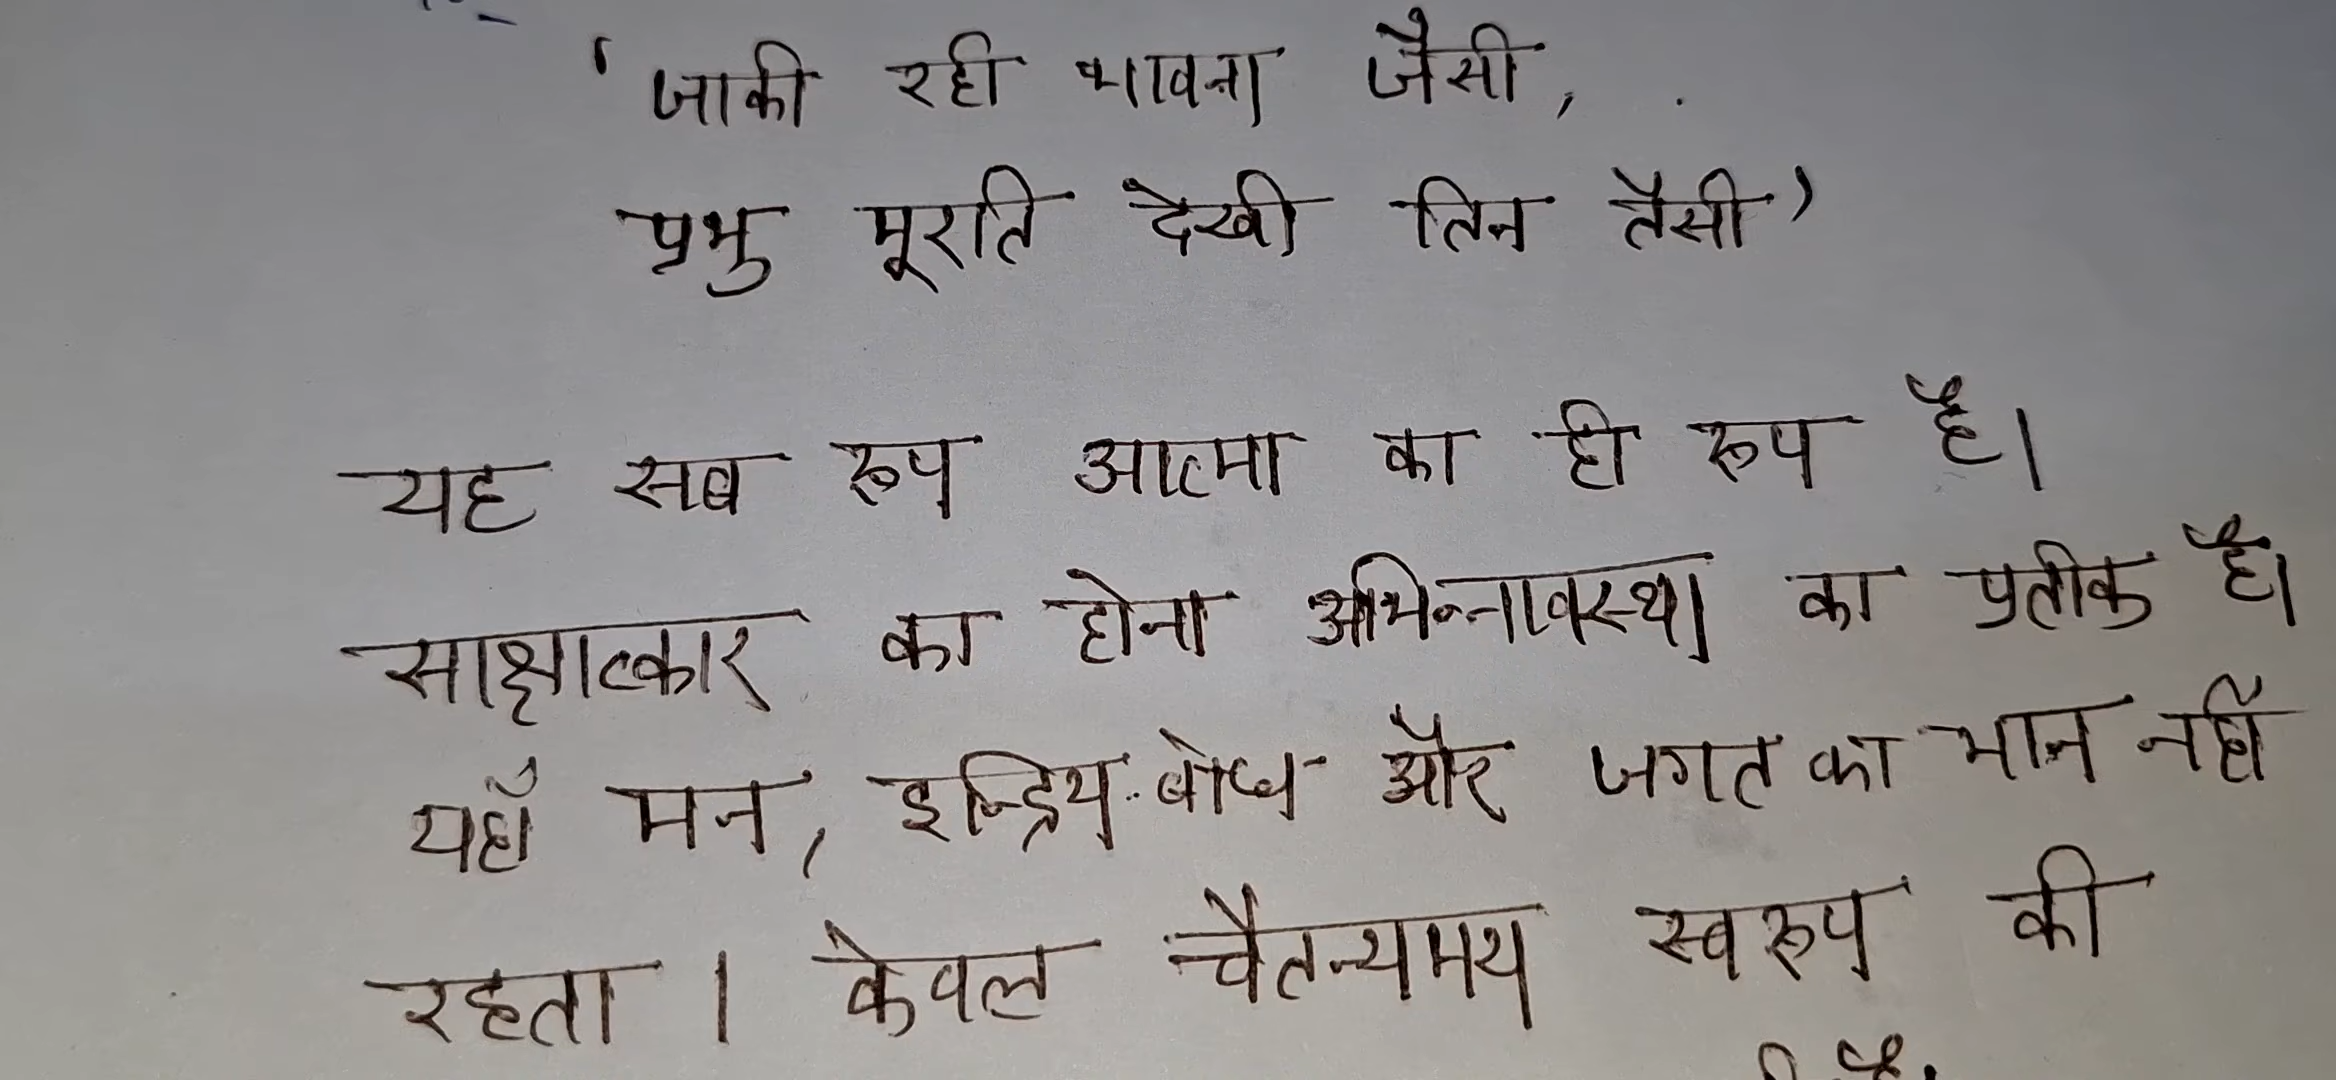 'जाकी रही भावना जैसी,
प्रभु मूरति देखी तिन तैसी'
यह सब रूप आत्मा का ही रूप है।
साक्षात्कार का होना अभिन्नावस्था का प्रतीक है।
यहाँ मन, इन्द्रिय-बोध और जगत का भान नहीं
रहता । केवल चैतन्यमय स्वरूप की